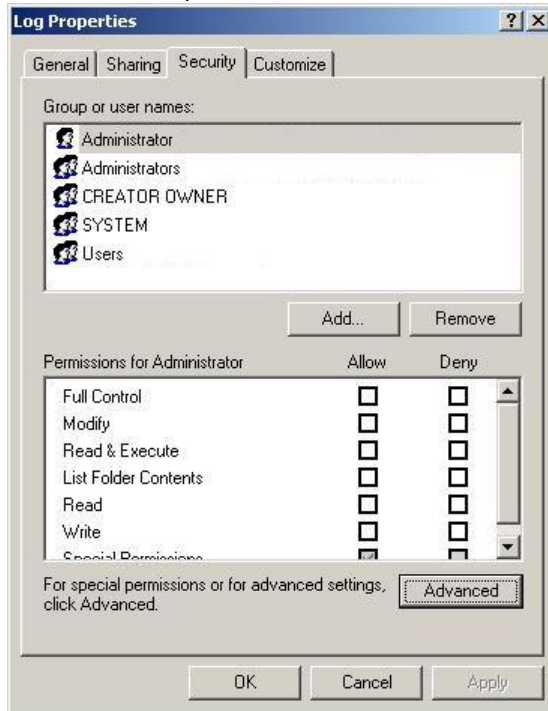 Log Properties
General Sharing Security Customize
Group or user names:
Administrator
Administrators
CREATOR OWNER
SYSTEM
Users
Add... Remove
Permissions for Administrator Allow Deny
Full Control
Modify
Read & Execute
List Folder Contents
Read
Write
Special Permissions
For special permissions or for advanced settings,
click Advanced.
Advanced
OK Cancel Apply